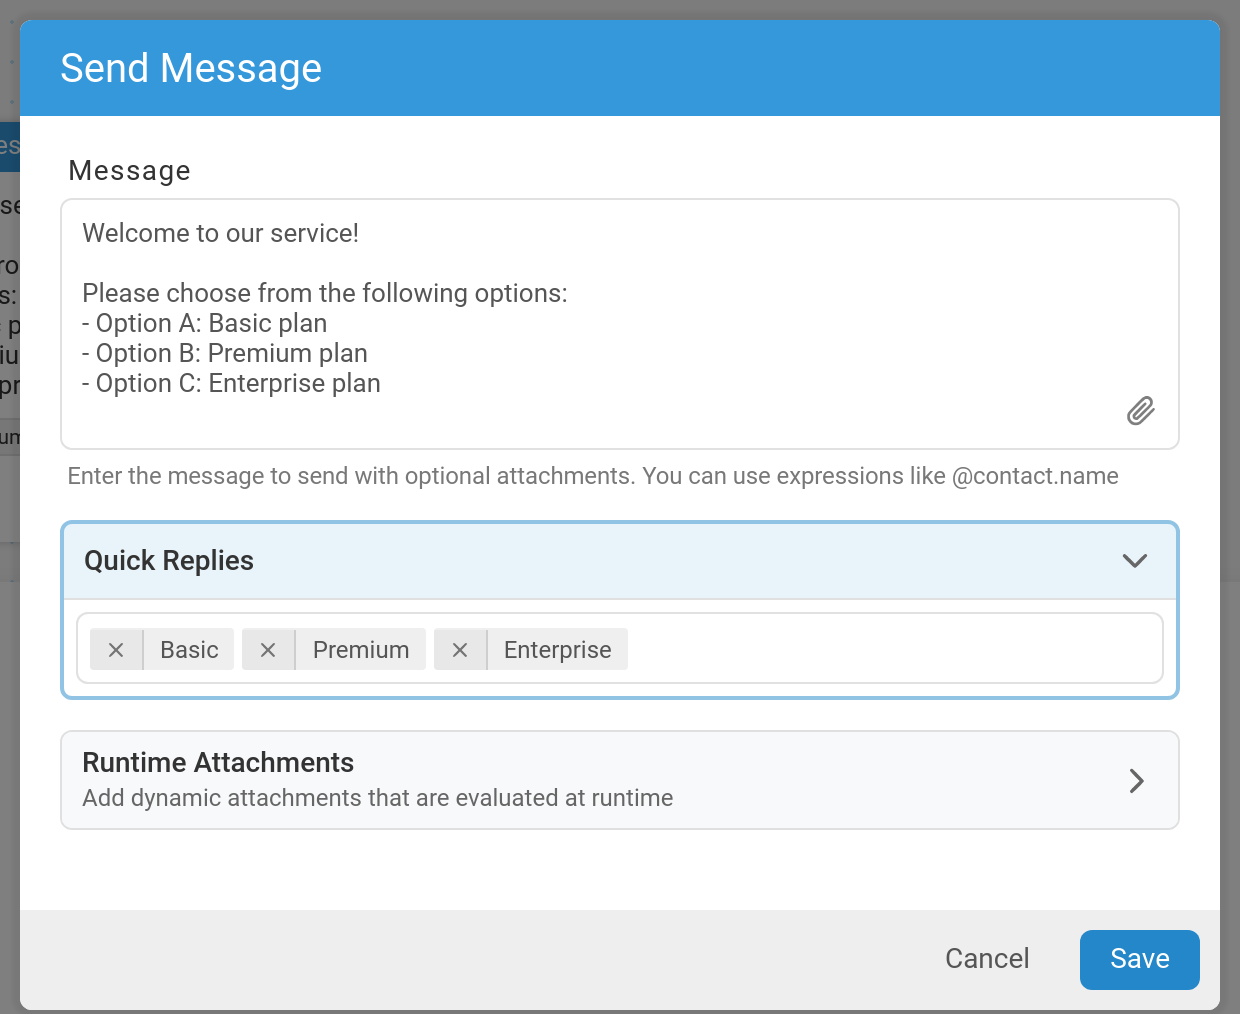 Send Message
Message
Welcome to our service!
Please choose from the following options:
- Option A: Basic plan
- Option B: Premium plan
- Option C: Enterprise plan
Enter the message to send with optional attachments. You can use expressions like @contact.name
Quick Replies
Basic
Premium
Enterprise
Runtime Attachments
Add dynamic attachments that are evaluated at runtime
Cancel
Save